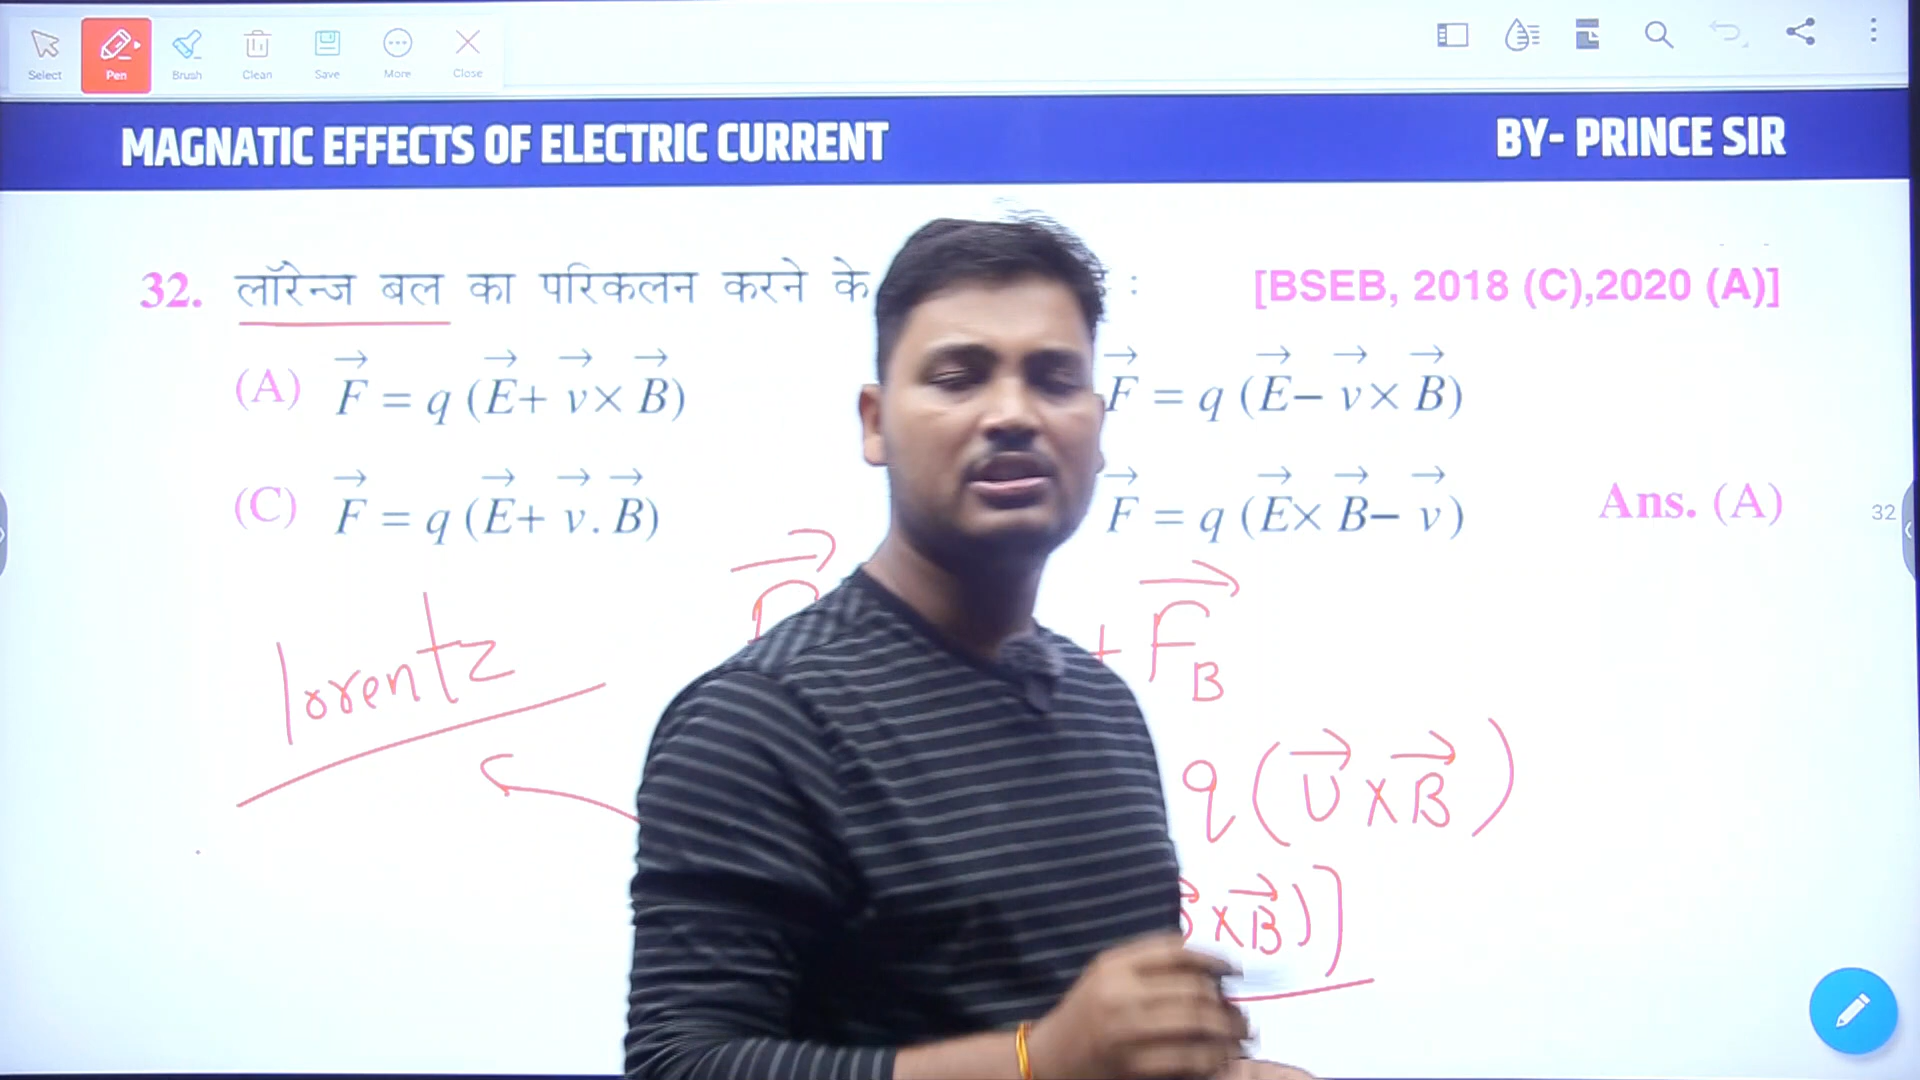 Select Pen Brush Clean Save More Close
MAGNATIC EFFECTS OF ELECTRIC CURRENT
BY- PRINCE SIR
32. लॉरेन्ज बल का परिकलन करने के : [BSEB, 2018 (C),2020 (A)]
(A) →F = q (→E+ →v× →B)
→F = q (→E− →v× →B)
(C) →F = q (→E+ →v. →B)
→F = q (→E× →B− →v)
Ans. (A)
32
lorentz
+ →F_B
q (→v × →B)
× →B)]